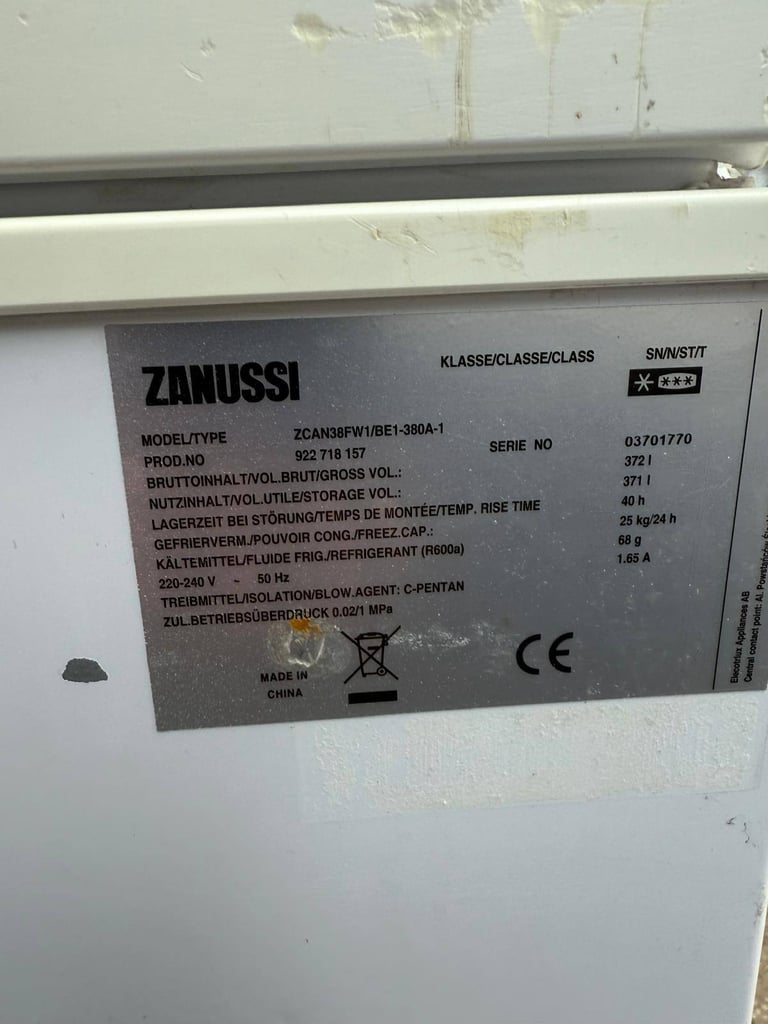 ZANUSSI
KLASSE/CLASSE/CLASS
SN/N/ST/T
MODEL/TYPE ZCAN38FW1/BE1-380A-1
PROD.NO 922 718 157 SERIE NO 03701770
BRUTTOINHALT/VOL.BRUT/GROSS VOL.: 372 l
NUTZINHALT/VOL.UTILE/STORAGE VOL.: 371 l
LAGERZEIT BEI STÖRUNG/TEMPS DE MONTÉE/TEMP. RISE TIME 40 h
GEFRIERVERM./POUVOIR CONG./FREEZ.CAP.: 25 kg/24 h
KÄLTEMITTEL/FLUIDE FRIG./REFRIGERANT (R600a) 68 g
220-240 V ~ 50 Hz 1.65 A
TREIBMITTEL/ISOLATION/BLOW.AGENT: C-PENTAN
ZUL.BETRIEBSÜBERDRUCK 0.02/1 MPa
MADE IN
CHINA
CE
Elecotrlux Appliances AB
Central contact point: Al. Powstańców